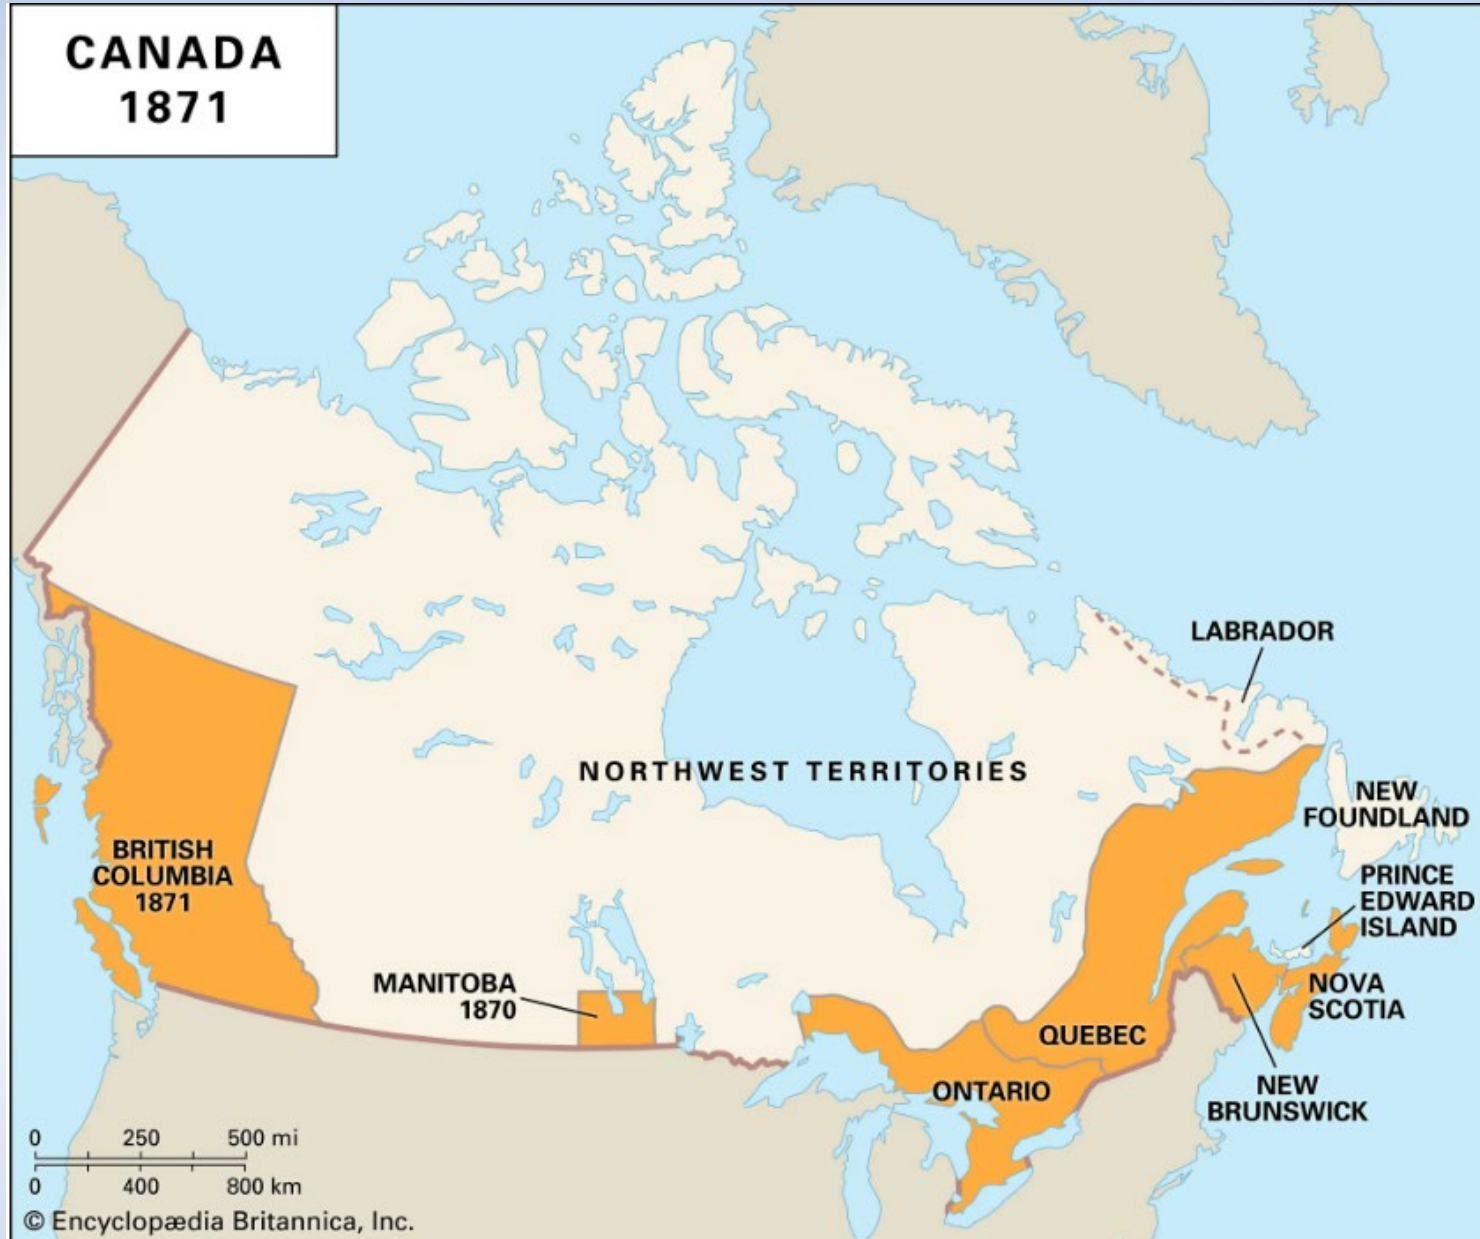 CANADA
1871
LABRADOR
NORTHWEST TERRITORIES
NEW
FOUNDLAND
BRITISH
COLUMBIA
1871
PRINCE
EDWARD
ISLAND
MANITOBA
1870
NOVA
SCOTIA
QUEBEC
ONTARIO
NEW
BRUNSWICK
0 250 500 mi
0 400 800 km
© Encyclopædia Britannica, Inc.